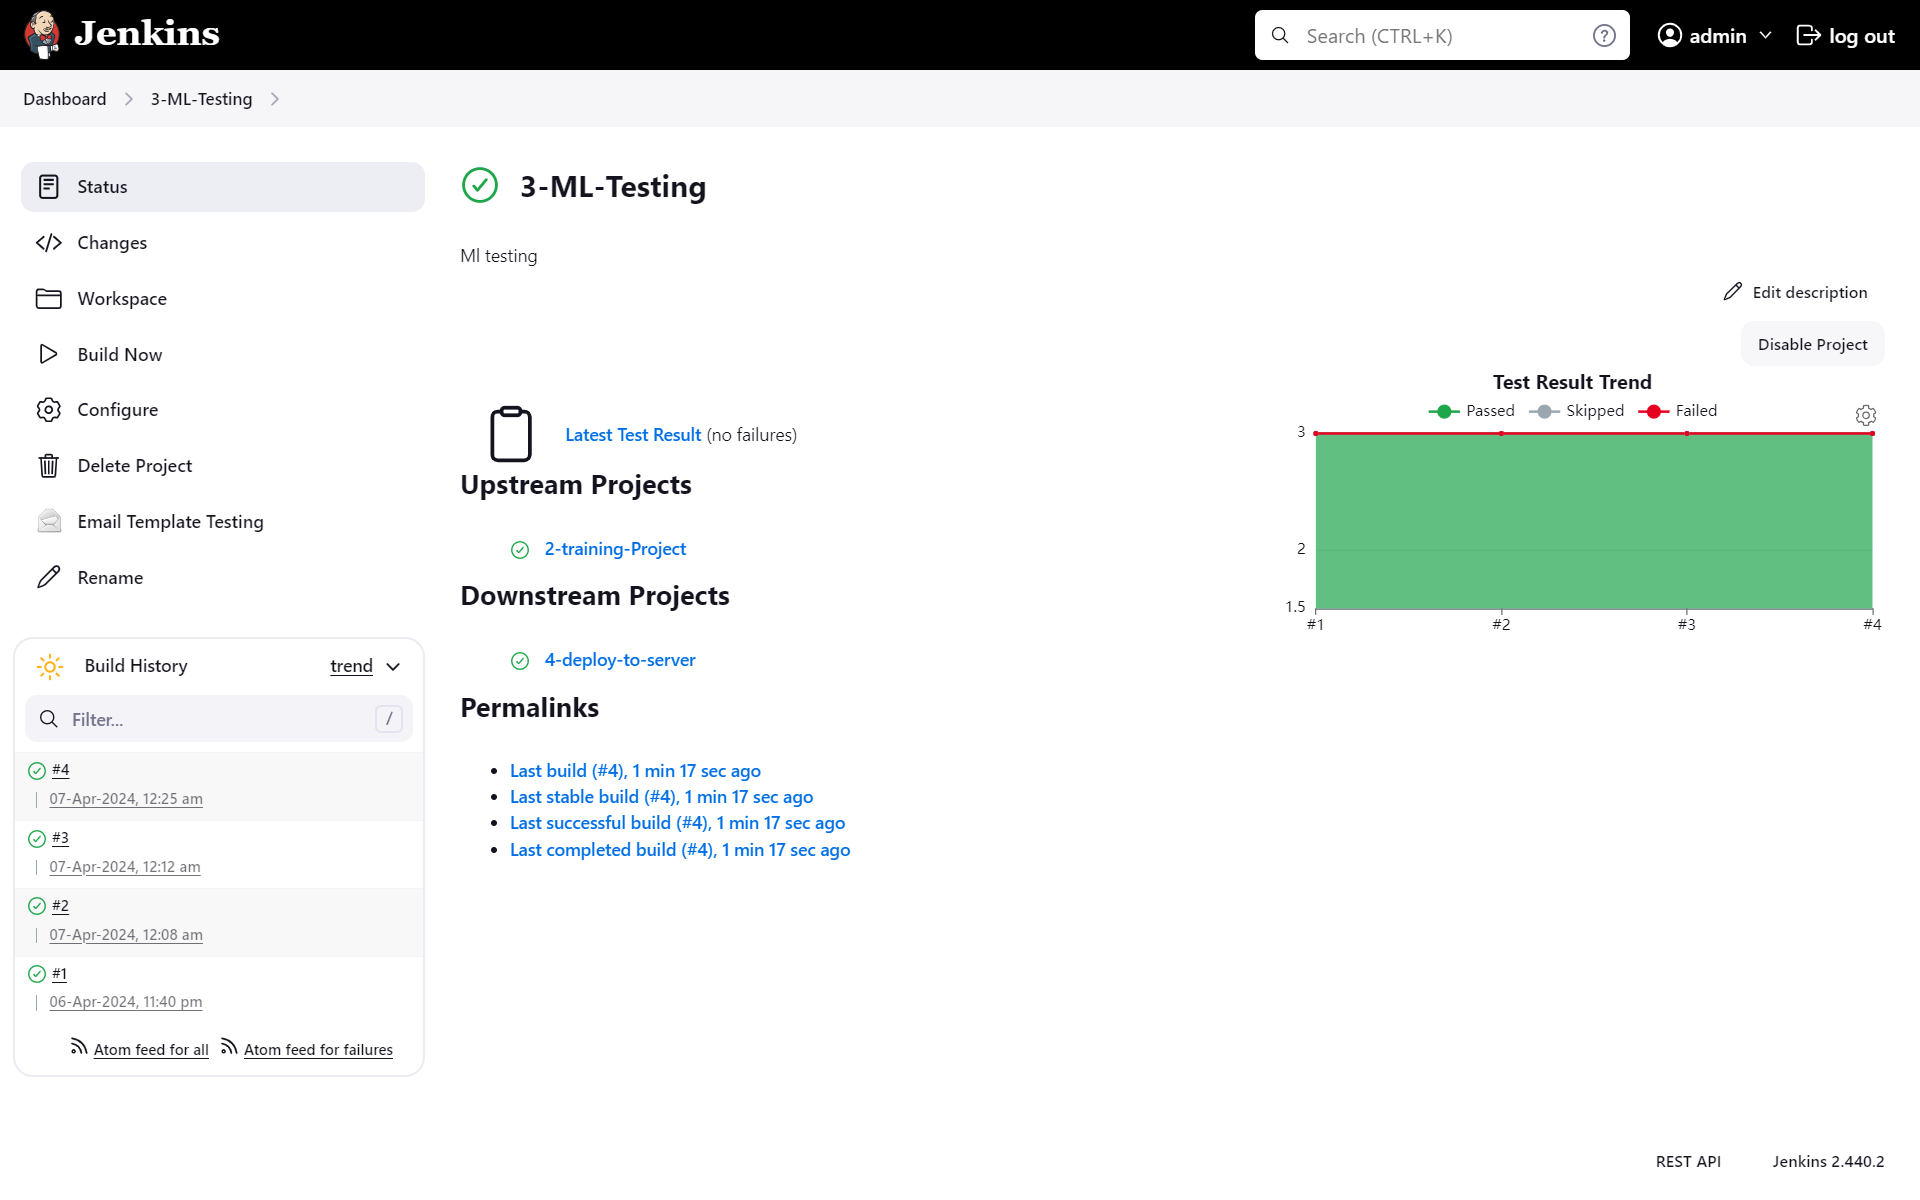 Jenkins
Search (CTRL+K)
?
admin
log out
Dashboard
3-ML-Testing
Status
Changes
Workspace
Build Now
Configure
Delete Project
Email Template Testing
Rename
Build History
trend
Filter...
/
#4
07-Apr-2024, 12:25 am
#3
07-Apr-2024, 12:12 am
#2
07-Apr-2024, 12:08 am
#1
06-Apr-2024, 11:40 pm
Atom feed for all
Atom feed for failures
3-ML-Testing
Ml testing
Edit description
Disable Project
Latest Test Result (no failures)
Upstream Projects
2-training-Project
Downstream Projects
4-deploy-to-server
Permalinks
Last build (#4), 1 min 17 sec ago
Last stable build (#4), 1 min 17 sec ago
Last successful build (#4), 1 min 17 sec ago
Last completed build (#4), 1 min 17 sec ago
Test Result Trend
Passed Skipped Failed
3
2
1.5
#1 #2 #3 #4
REST API
Jenkins 2.440.2